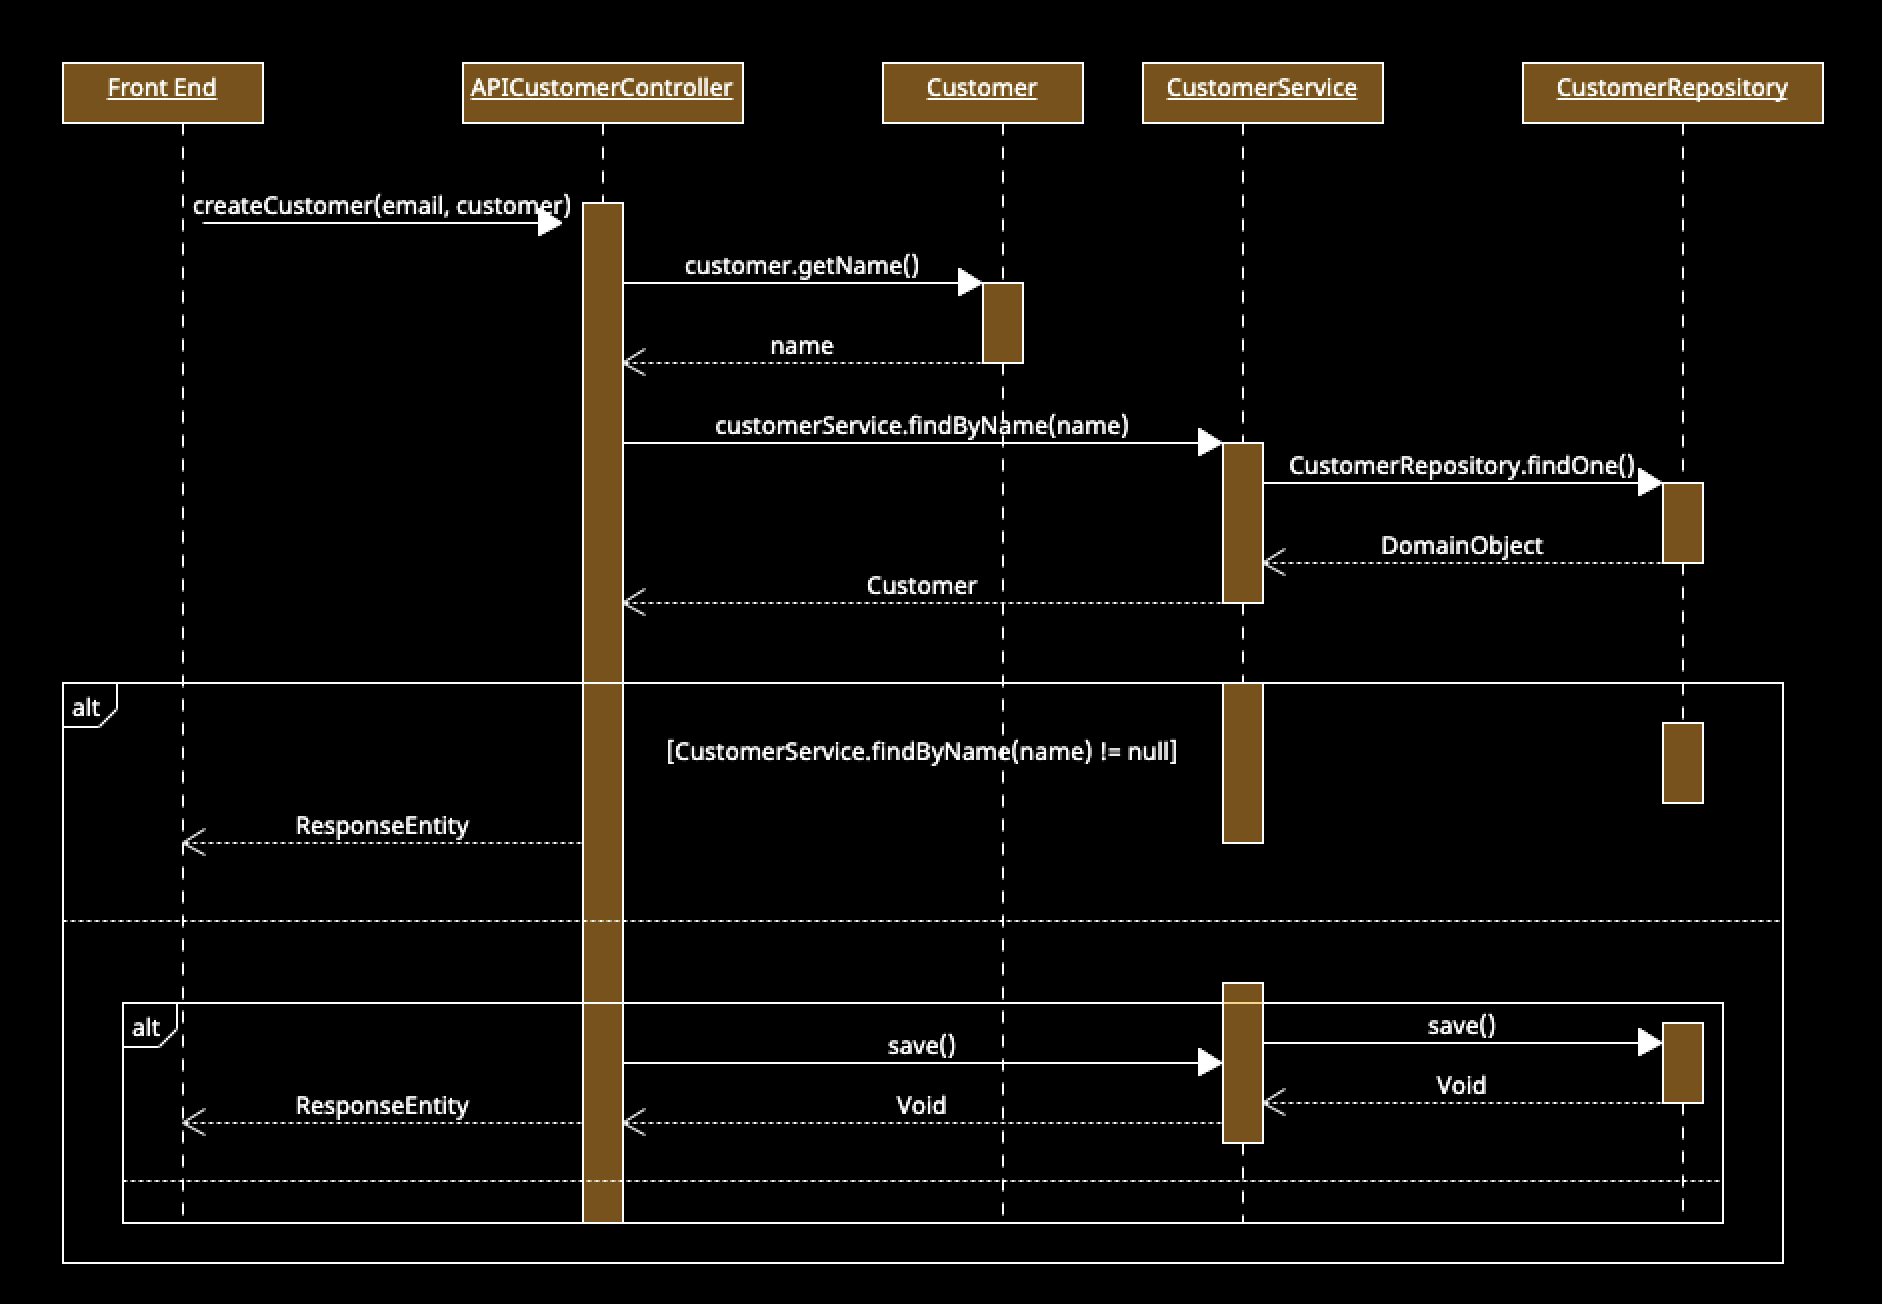 Front End
APICustomerController
Customer
CustomerService
CustomerRepository
createCustomer(email, customer)
customer.getName()
name
customerService.findByName(name)
CustomerRepository.findOne()
DomainObject
Customer
alt
[CustomerService.findByName(name) != null]
ResponseEntity
alt
save()
save()
Void
ResponseEntity
Void